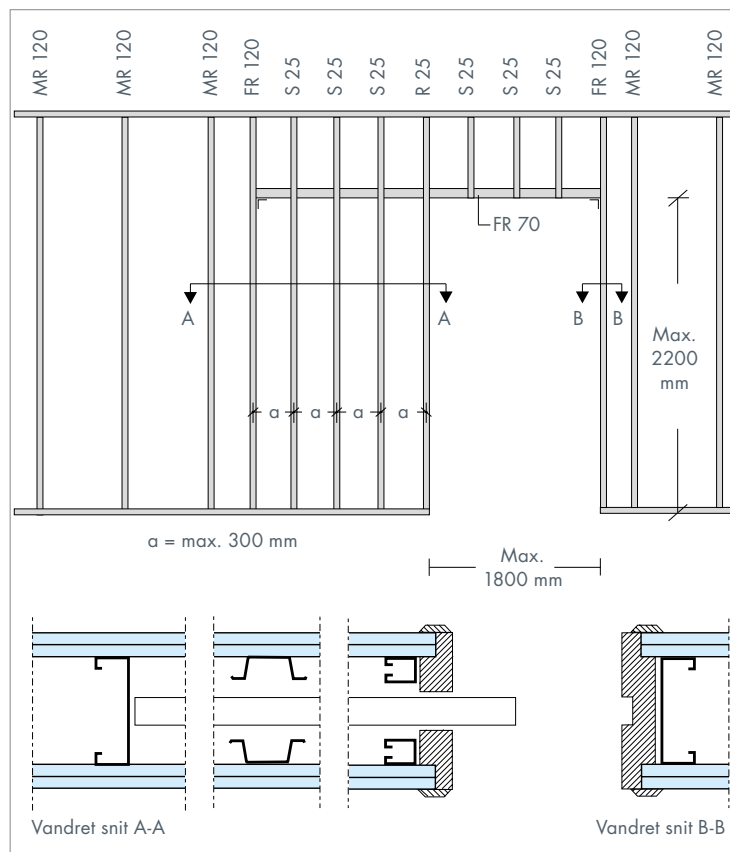 MR 120
MR 120
MR 120
FR 120
S 25
S 25
S 25
R 25
S 25
S 25
S 25
FR 120
MR 120
MR 120
FR 70
A
A
B
B
Max.
2200
mm
a
a
a
a
a = max. 300 mm
Max.
1800 mm
Vandret snit A-A
Vandret snit B-B